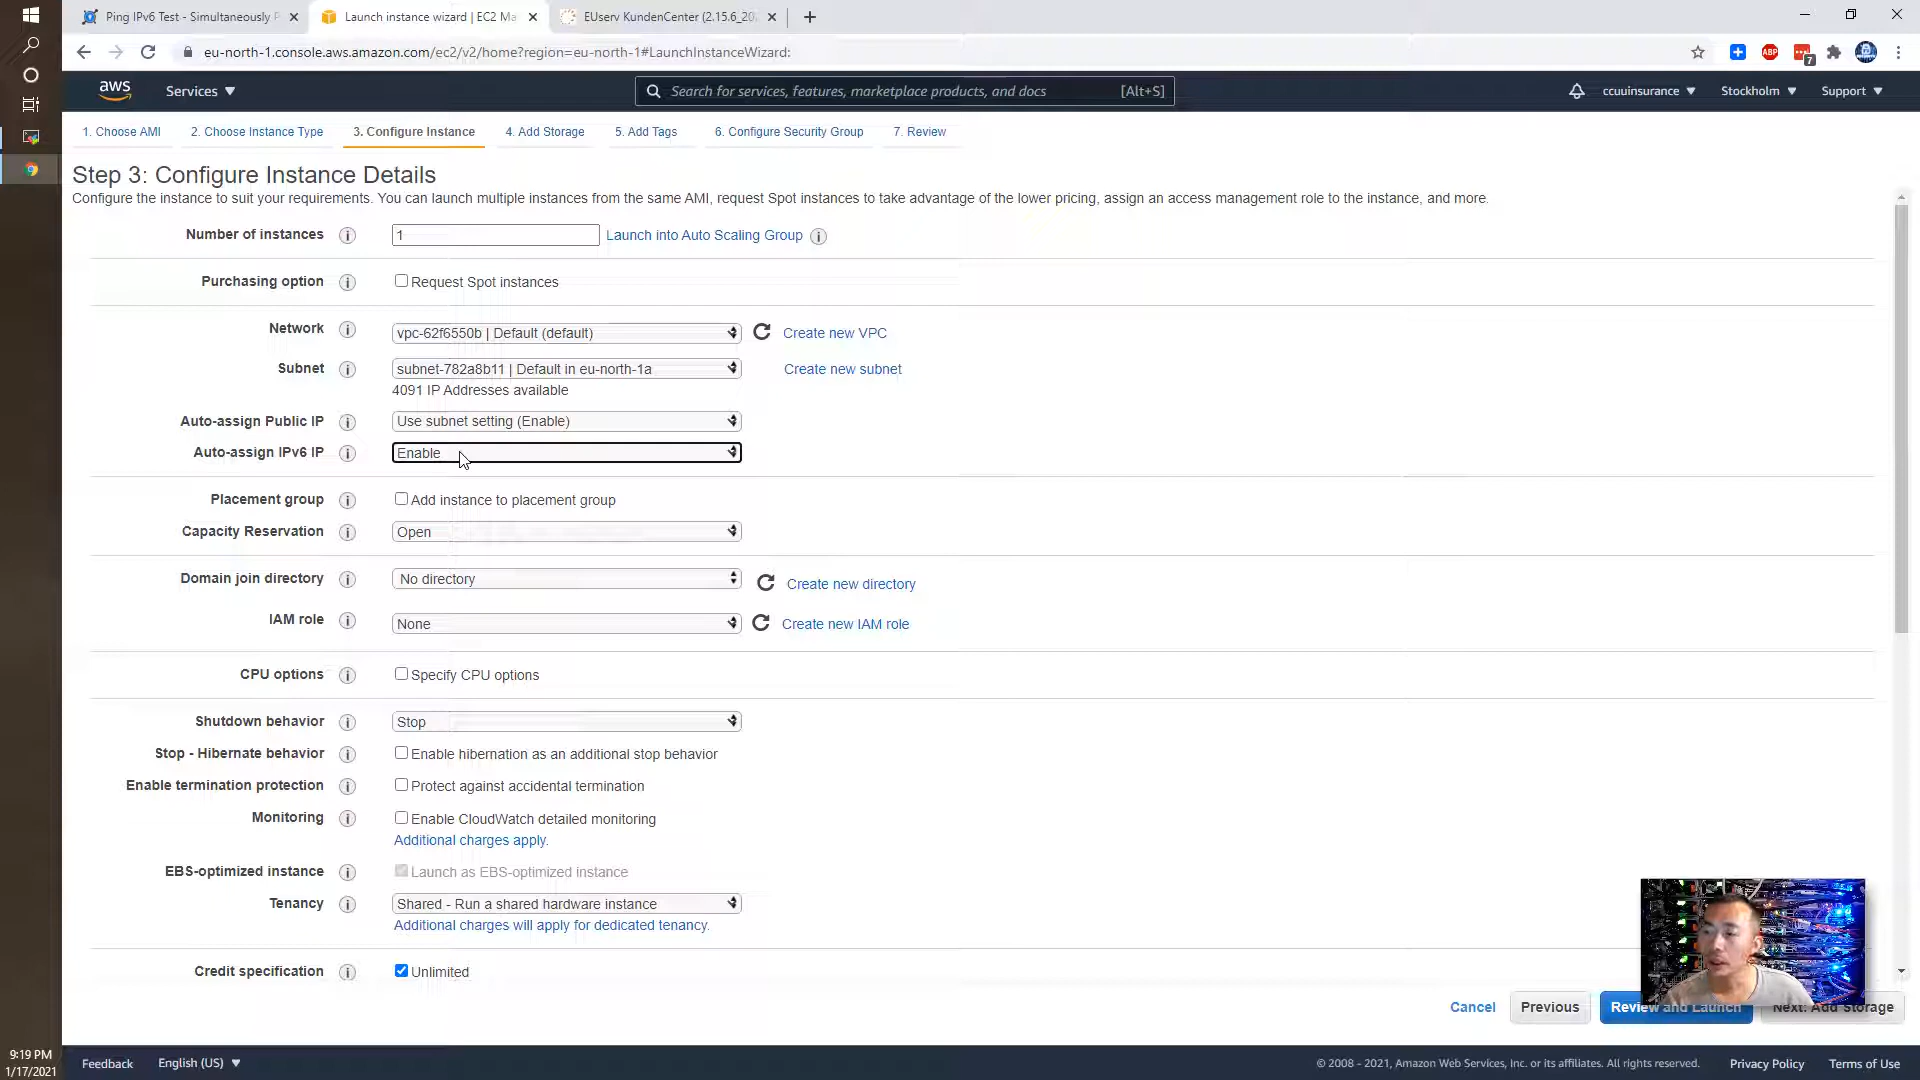 Ping IPv6 Test - Simultaneously P
Launch instance wizard | EC2 Ma
EUserv KundenCenter (2.15.6_20
eu-north-1.console.aws.amazon.com/ec2/v2/home?region=eu-north-1#LaunchInstanceWizard:
ABP
7
aws
Services
Search for services, features, marketplace products, and docs [Alt+S]
ccuuinsurance
Stockholm
Support
1. Choose AMI
2. Choose Instance Type
3. Configure Instance
4. Add Storage
5. Add Tags
6. Configure Security Group
7. Review
Step 3: Configure Instance Details
Configure the instance to suit your requirements. You can launch multiple instances from the same AMI, request Spot instances to take advantage of the lower pricing, assign an access management role to the instance, and more.
Number of instances 1 Launch into Auto Scaling Group
Purchasing option Request Spot instances
Network vpc-62f6550b | Default (default) Create new VPC
Subnet subnet-782a8b11 | Default in eu-north-1a Create new subnet
4091 IP Addresses available
Auto-assign Public IP Use subnet setting (Enable)
Auto-assign IPv6 IP Enable
Placement group Add instance to placement group
Capacity Reservation Open
Domain join directory No directory Create new directory
IAM role None Create new IAM role
CPU options Specify CPU options
Shutdown behavior Stop
Stop - Hibernate behavior Enable hibernation as an additional stop behavior
Enable termination protection Protect against accidental termination
Monitoring Enable CloudWatch detailed monitoring
Additional charges apply.
EBS-optimized instance Launch as EBS-optimized instance
Tenancy Shared - Run a shared hardware instance
Additional charges will apply for dedicated tenancy.
Credit specification Unlimited
Cancel Previous Review and Launch Next: Add Storage
9:19 PM
1/17/2021
Feedback English (US) © 2008 - 2021, Amazon Web Services, Inc. or its affiliates. All rights reserved. Privacy Policy Terms of Use